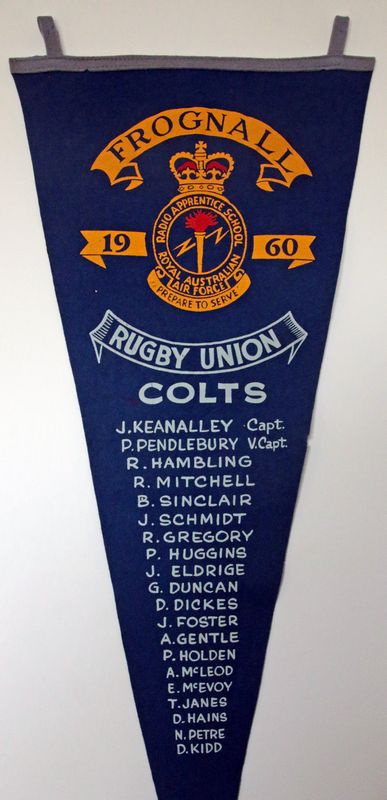 FROGNALL
RADIO APPRENTICE SCHOOL
19 60
ROYAL AUSTRALIAN
AIR FORCE
PREPARE TO SERVE
RUGBY UNION
COLTS
J. KEANALLEY Capt.
P. PENDLEBURY V. Capt.
R. HAMBLING
R. MITCHELL
B. SINCLAIR
J. SCHMIDT
R. GREGORY
P. HUGGINS
J. ELDRIGE
G. DUNCAN
D. DICKES
J. FOSTER
A. GENTLE
P. HOLDEN
A. McLEOD
E. McEVOY
T. JANES
D. HAINS
N. PETRE
D. KIDD